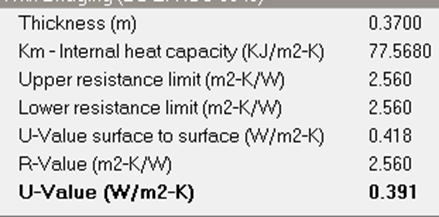 Thickness (m) 0.3700
Km - Internal heat capacity (KJ/m2-K) 77.5680
Upper resistance limit (m2-K/W) 2.560
Lower resistance limit (m2-K/W) 2.560
U-Value surface to surface (W/m2-K) 0.418
R-Value (m2-K/W) 2.560
U-Value (W/m2-K) 0.391